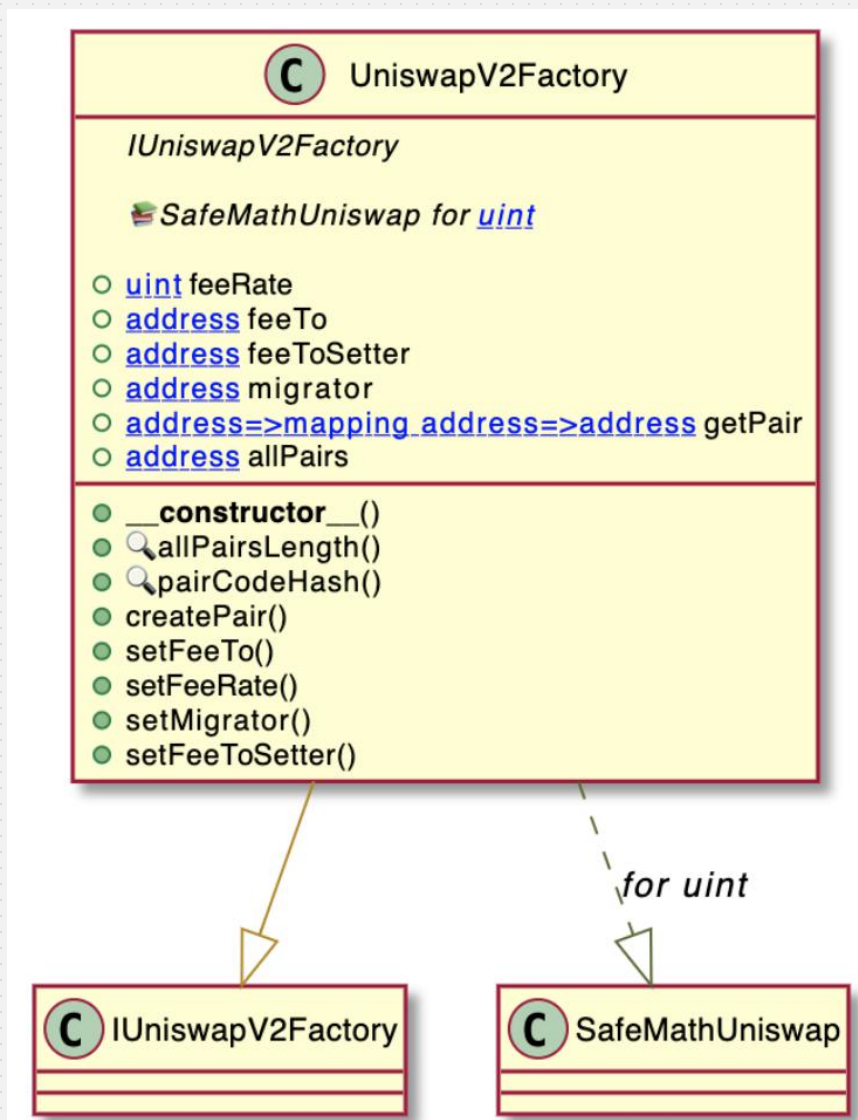 C UniswapV2Factory
IUniswapV2Factory
SafeMathUniswap for uint
uint feeRate
address feeTo
address feeToSetter
address migrator
address=>mapping address=>address getPair
address allPairs
__constructor__()
allPairsLength()
pairCodeHash()
createPair()
setFeeTo()
setFeeRate()
setMigrator()
setFeeToSetter()
for uint
C IUniswapV2Factory
C SafeMathUniswap